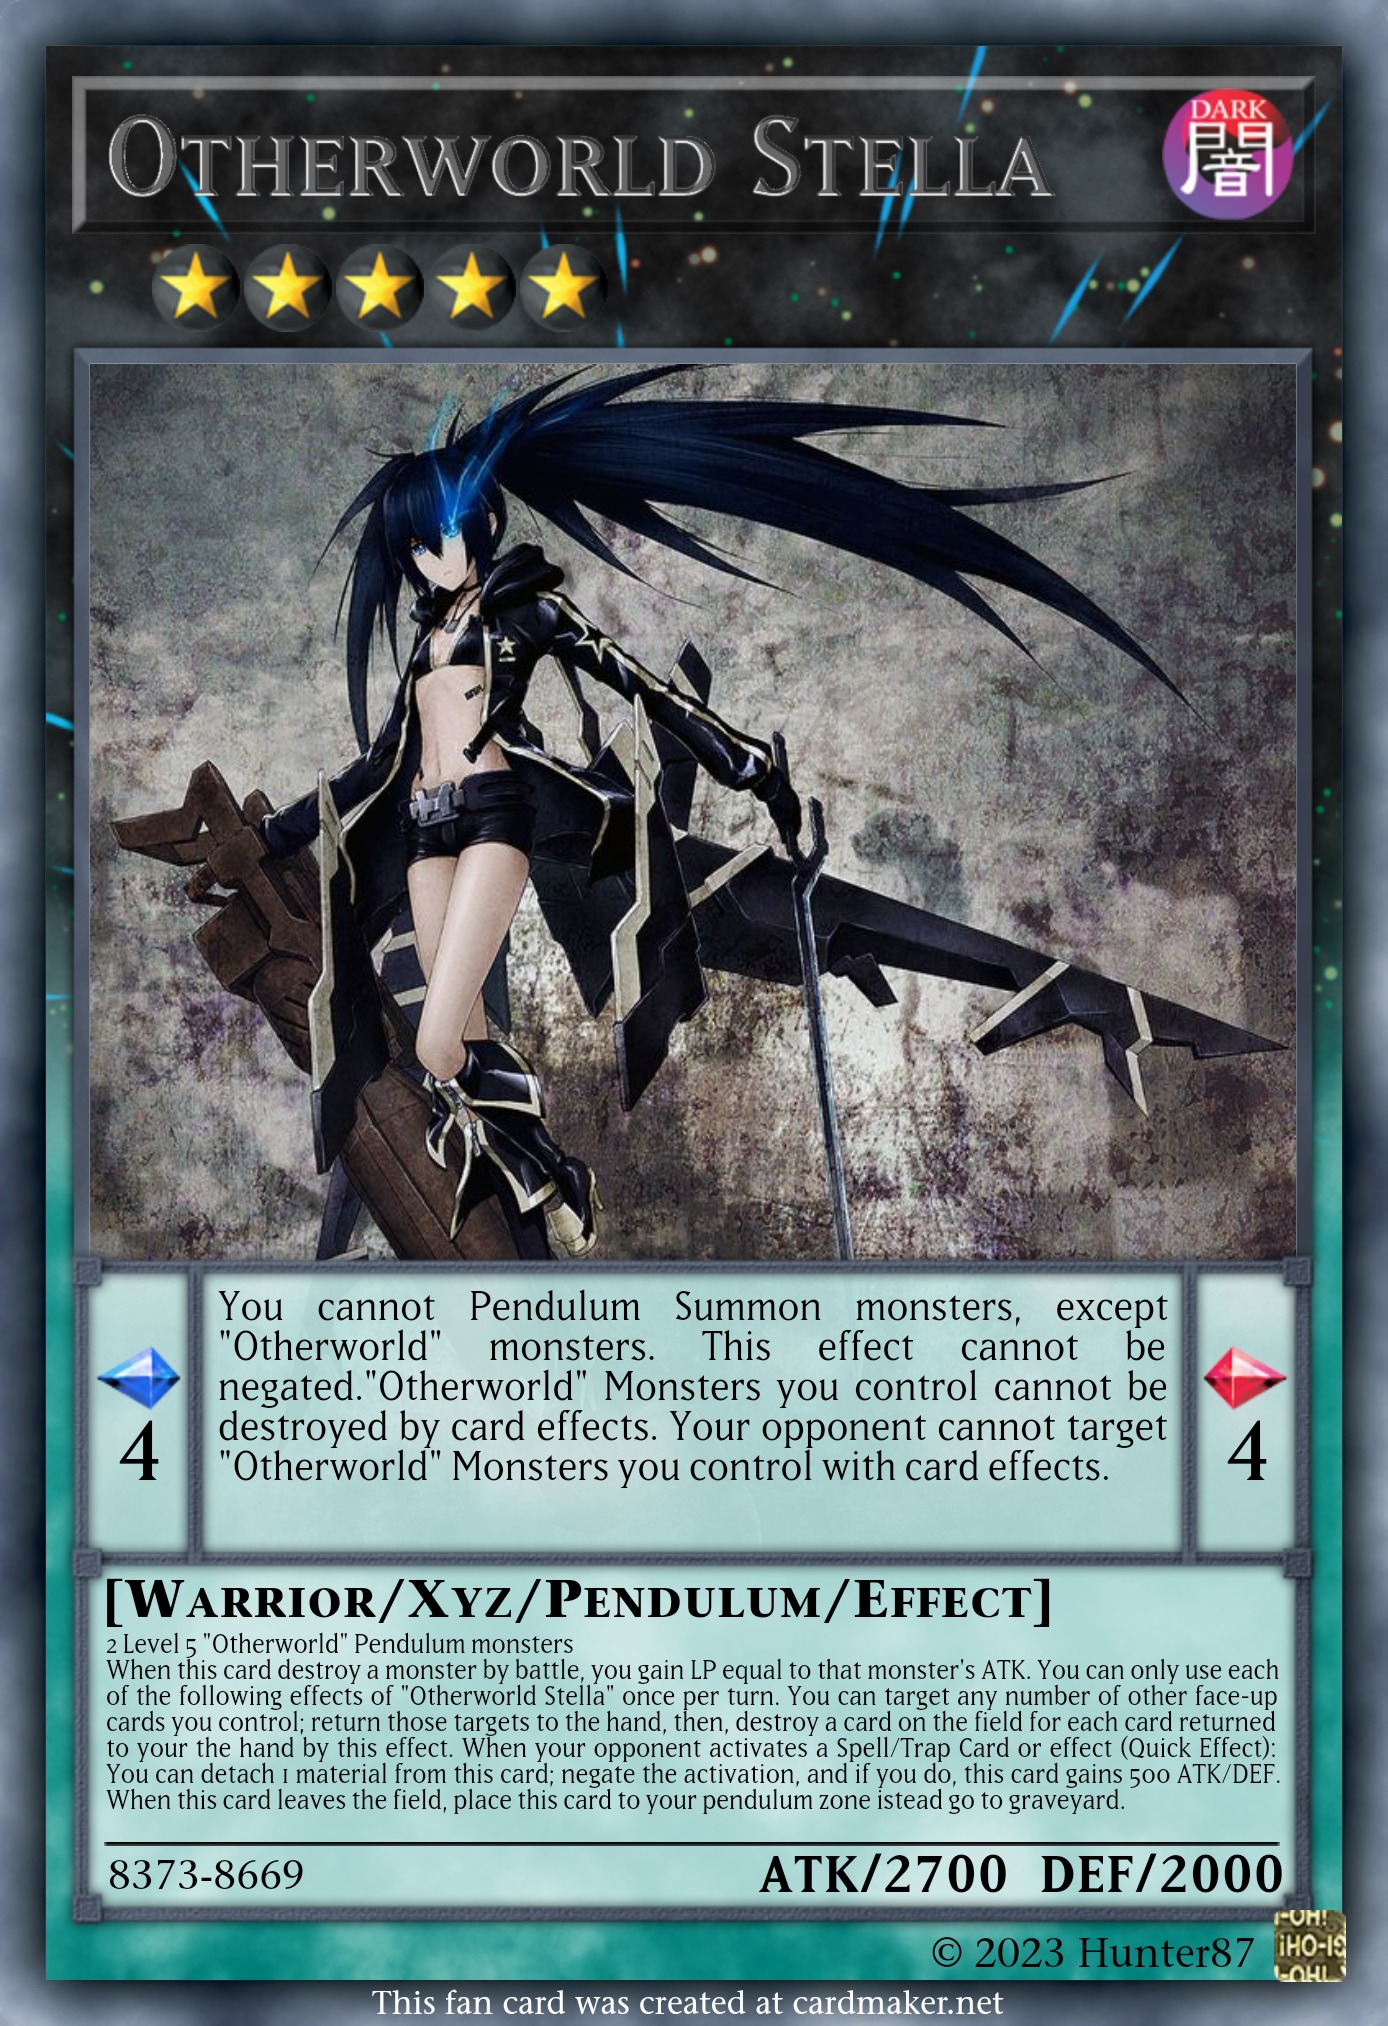 Otherworld Stella
DARK
闇
You cannot Pendulum Summon monsters, except
"Otherworld" monsters. This effect cannot be
negated."Otherworld" Monsters you control cannot be
destroyed by card effects. Your opponent cannot target
"Otherworld" Monsters you control with card effects.
4
4
[Warrior/Xyz/Pendulum/Effect]
2 Level 5 "Otherworld" Pendulum monsters
When this card destroy a monster by battle, you gain LP equal to that monster's ATK. You can only use each
of the following effects of "Otherworld Stella" once per turn. You can target any number of other face-up
cards you control; return those targets to the hand, then, destroy a card on the field for each card returned
to your the hand by this effect. When your opponent activates a Spell/Trap Card or effect (Quick Effect):
You can detach 1 material from this card; negate the activation, and if you do, this card gains 500 ATK/DEF.
When this card leaves the field, place this card to your pendulum zone istead go to graveyard.
8373-8669
ATK/2700 DEF/2000
© 2023 Hunter87
This fan card was created at cardmaker.net